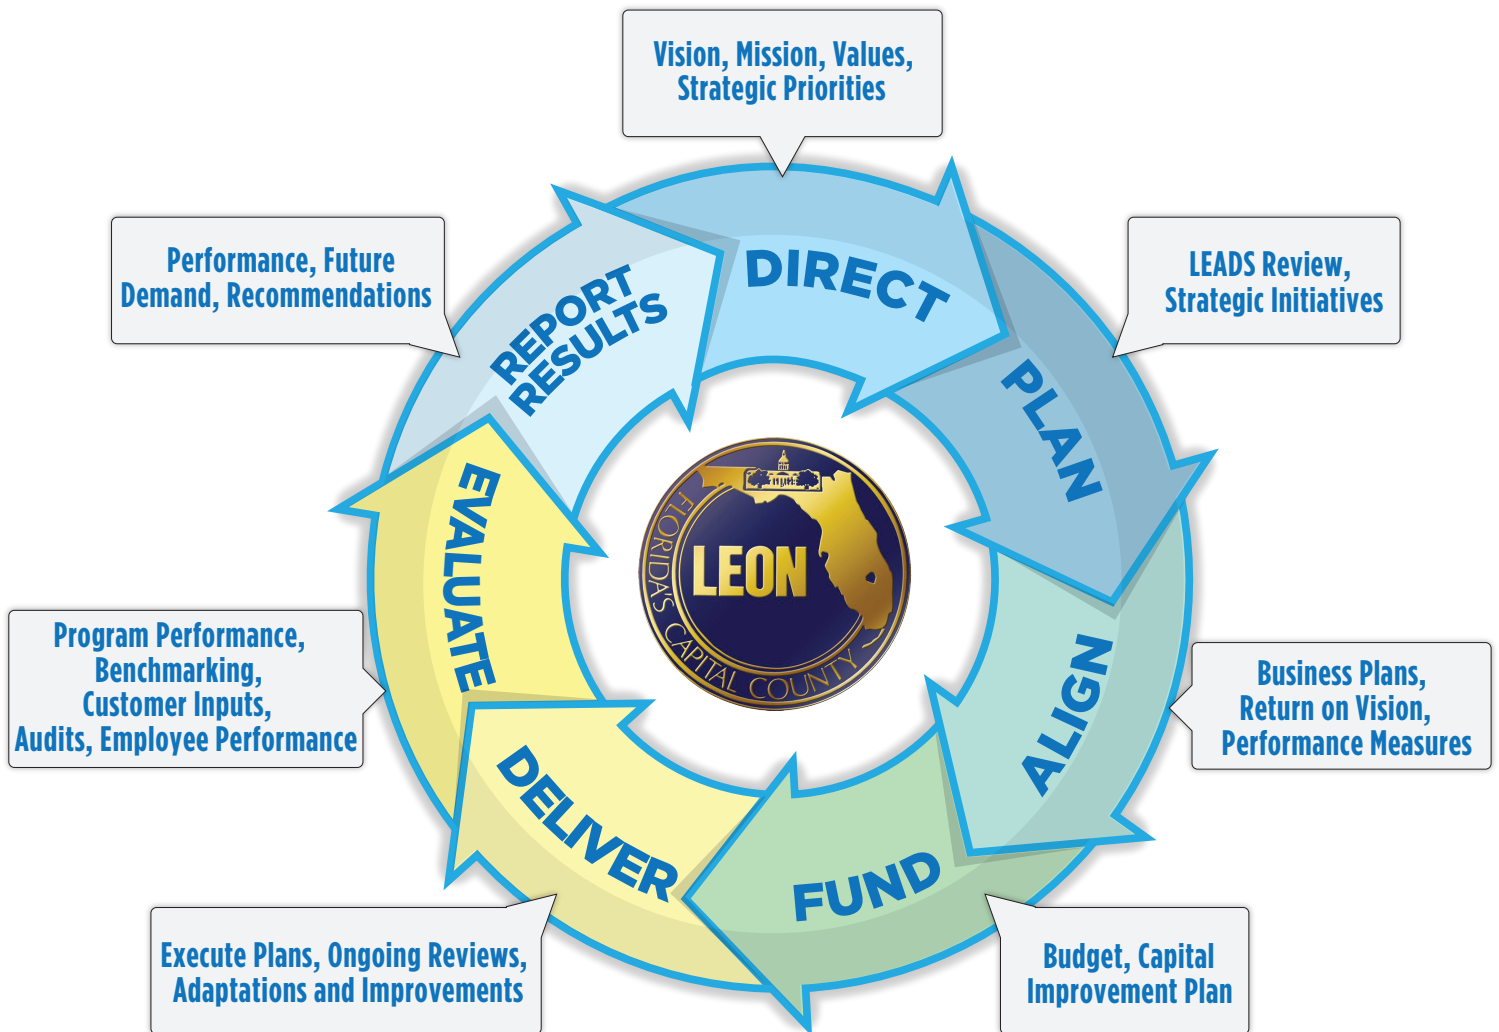 Vision, Mission, Values,
Strategic Priorities
DIRECT
LEADS Review,
Strategic Initiatives
PLAN
Business Plans,
Return on Vision,
Performance Measures
ALIGN
Budget, Capital
Improvement Plan
FUND
Execute Plans, Ongoing Reviews,
Adaptations and Improvements
DELIVER
Program Performance,
Benchmarking,
Customer Inputs,
Audits, Employee Performance
EVALUATE
Performance, Future
Demand, Recommendations
REPORT
RESULTS
LEON
FLORIDA'S CAPITAL COUNTY